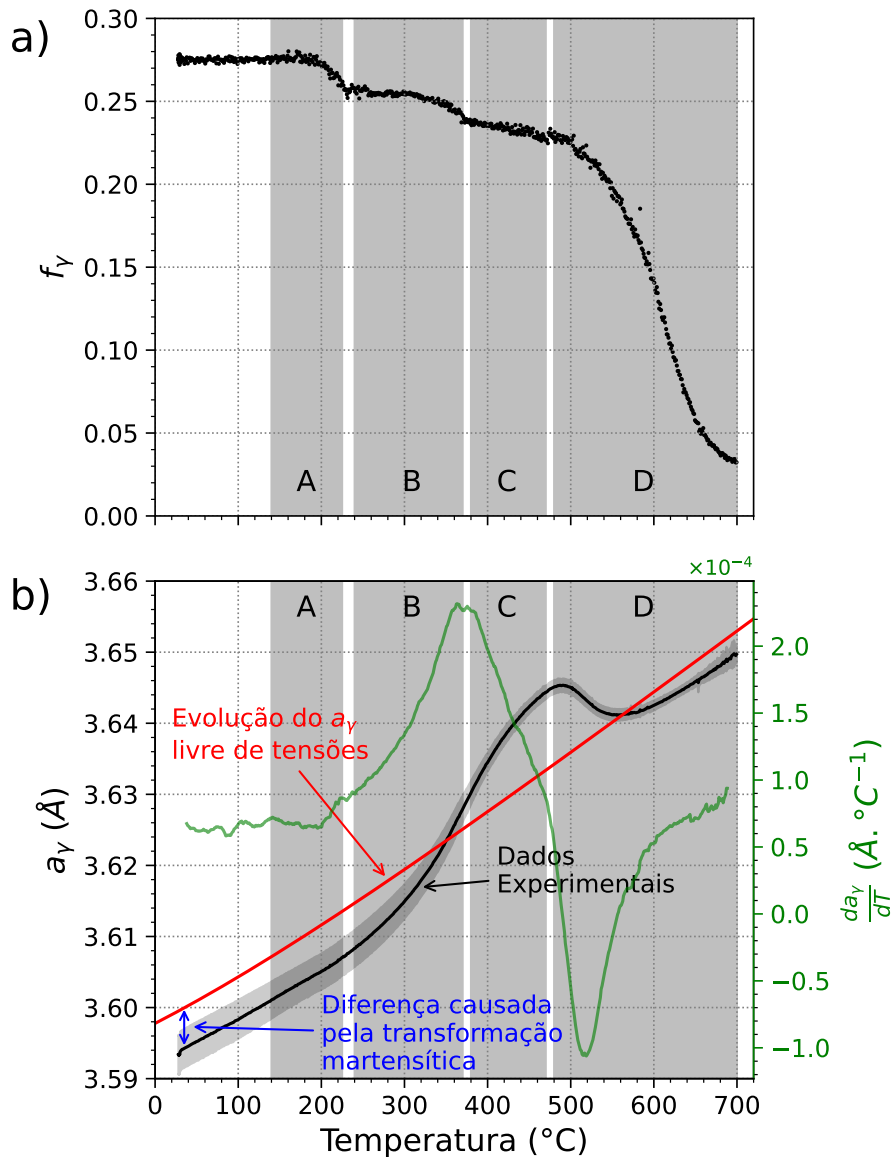 a)
0.30
0.25
0.20
0.15
0.10
0.05
0.00
fγ
A B C D
b)
×10⁻⁴
3.66
3.65
3.64
3.63
3.62
3.61
3.60
3.59
aγ (Å)
A B C D
Evolução do aγ
livre de tensões
Dados
Experimentais
Diferença causada
pela transformação
martensítica
2.0
1.5
1.0
0.5
0.0
−0.5
−1.0
daγ/dT (Å.°C⁻¹)
0 100 200 300 400 500 600 700
Temperatura (°C)